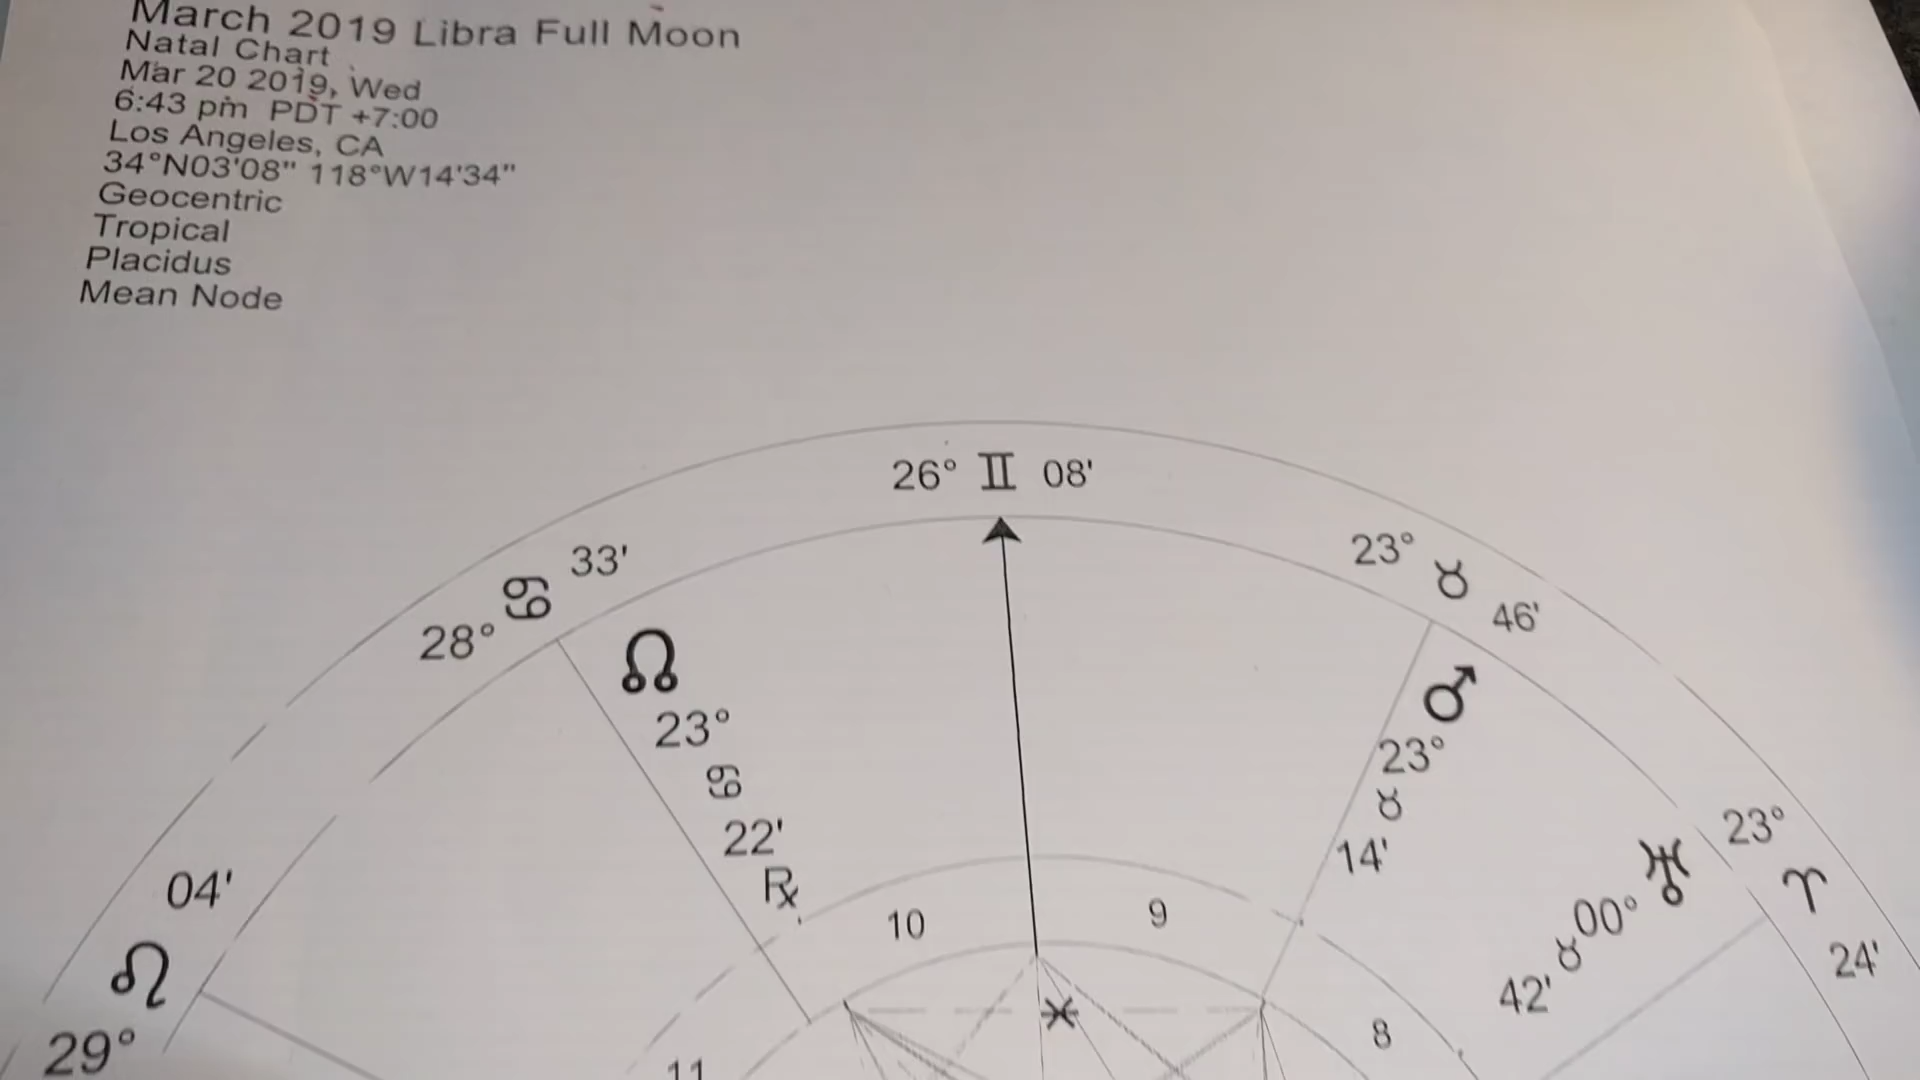 March 2019 Libra Full Moon
Natal Chart
Mar 20 2019, Wed
6:43 pm PDT +7:00
Los Angeles, CA
34°N03'08" 118°W14'34"
Geocentric
Tropical
Placidus
Mean Node
26° ♊ 08'
28° ♋ 33'
23° ♉ 46'
☊ 23° ♋ 22' ℞
♂ 23° ♉ 14'
29° ♌ 04'
♅ 00° ♉ 42'
23° ♈ 24'
10
9
8
11